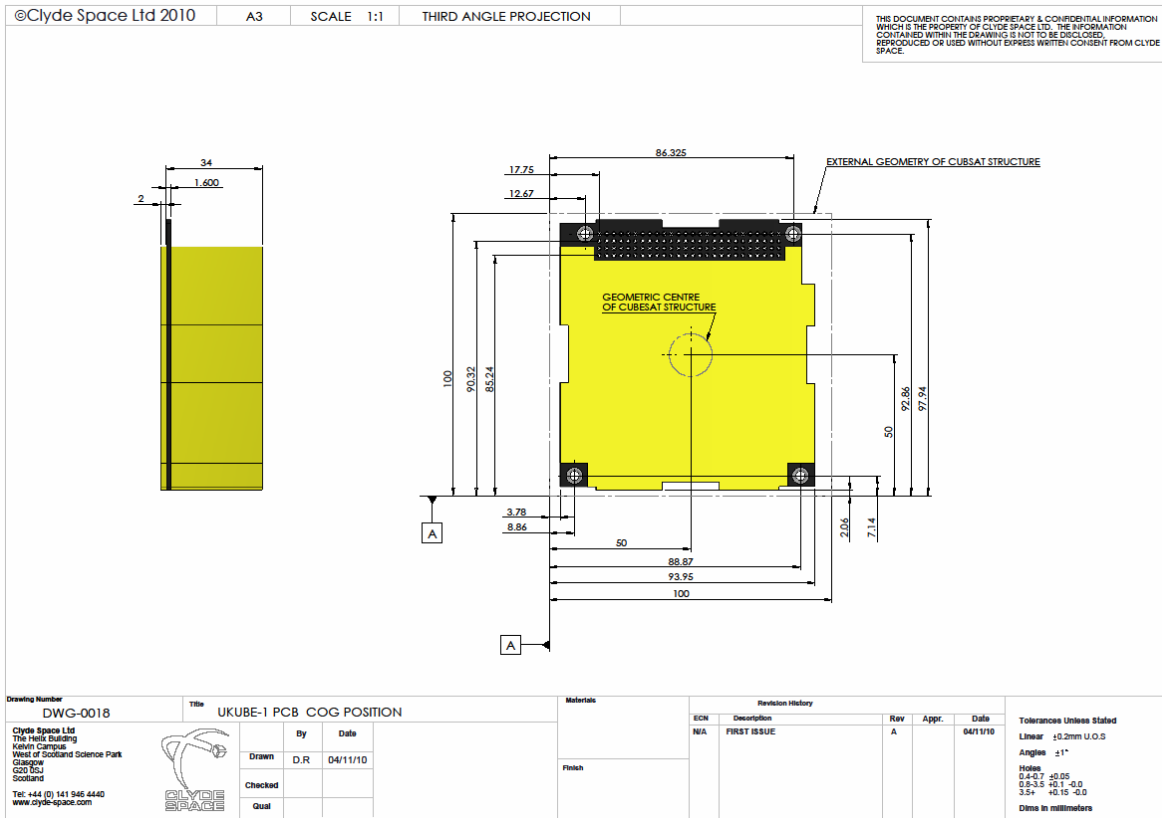 ©Clyde Space Ltd 2010
A3
SCALE 1:1
THIRD ANGLE PROJECTION
THIS DOCUMENT CONTAINS PROPRIETARY & CONFIDENTIAL INFORMATION
WHICH IS THE PROPERTY OF CLYDE SPACE LTD. THE INFORMATION
CONTAINED WITHIN THE DRAWING IS NOT TO BE DISCLOSED,
REPRODUCED OR USED WITHOUT EXPRESS WRITTEN CONSENT FROM CLYDE
SPACE.
34
1.600
2
86.325
17.75
12.67
EXTERNAL GEOMETRY OF CUBSAT STRUCTURE
GEOMETRIC CENTRE
OF CUBESAT STRUCTURE
100
90.32
85.24
50
92.86
97.94
2.06
7.14
3.78
8.86
50
88.87
93.95
100
A
A
Drawing Number
DWG-0018
Title
UKUBE-1 PCB COG POSITION
Clyde Space Ltd
The Helix Building
Kelvin Campus
West of Scotland Science Park
Glasgow
G20 0SJ
Scotland
Tel: +44 (0) 141 946 4440
www.clyde-space.com
CLYDE
SPACE
By Date
Drawn D.R 04/11/10
Checked
Qual
Materials
Finish
Revision History
ECN Description Rev Appr. Date
N/A FIRST ISSUE A 04/11/10
Tolerances Unless Stated
Linear ±0.2mm U.O.S
Angles ±1°
Holes
0.4-0.7 ±0.05
0.8-3.5 +0.1 -0.0
3.5+ +0.15 -0.0
Dims in millimeters